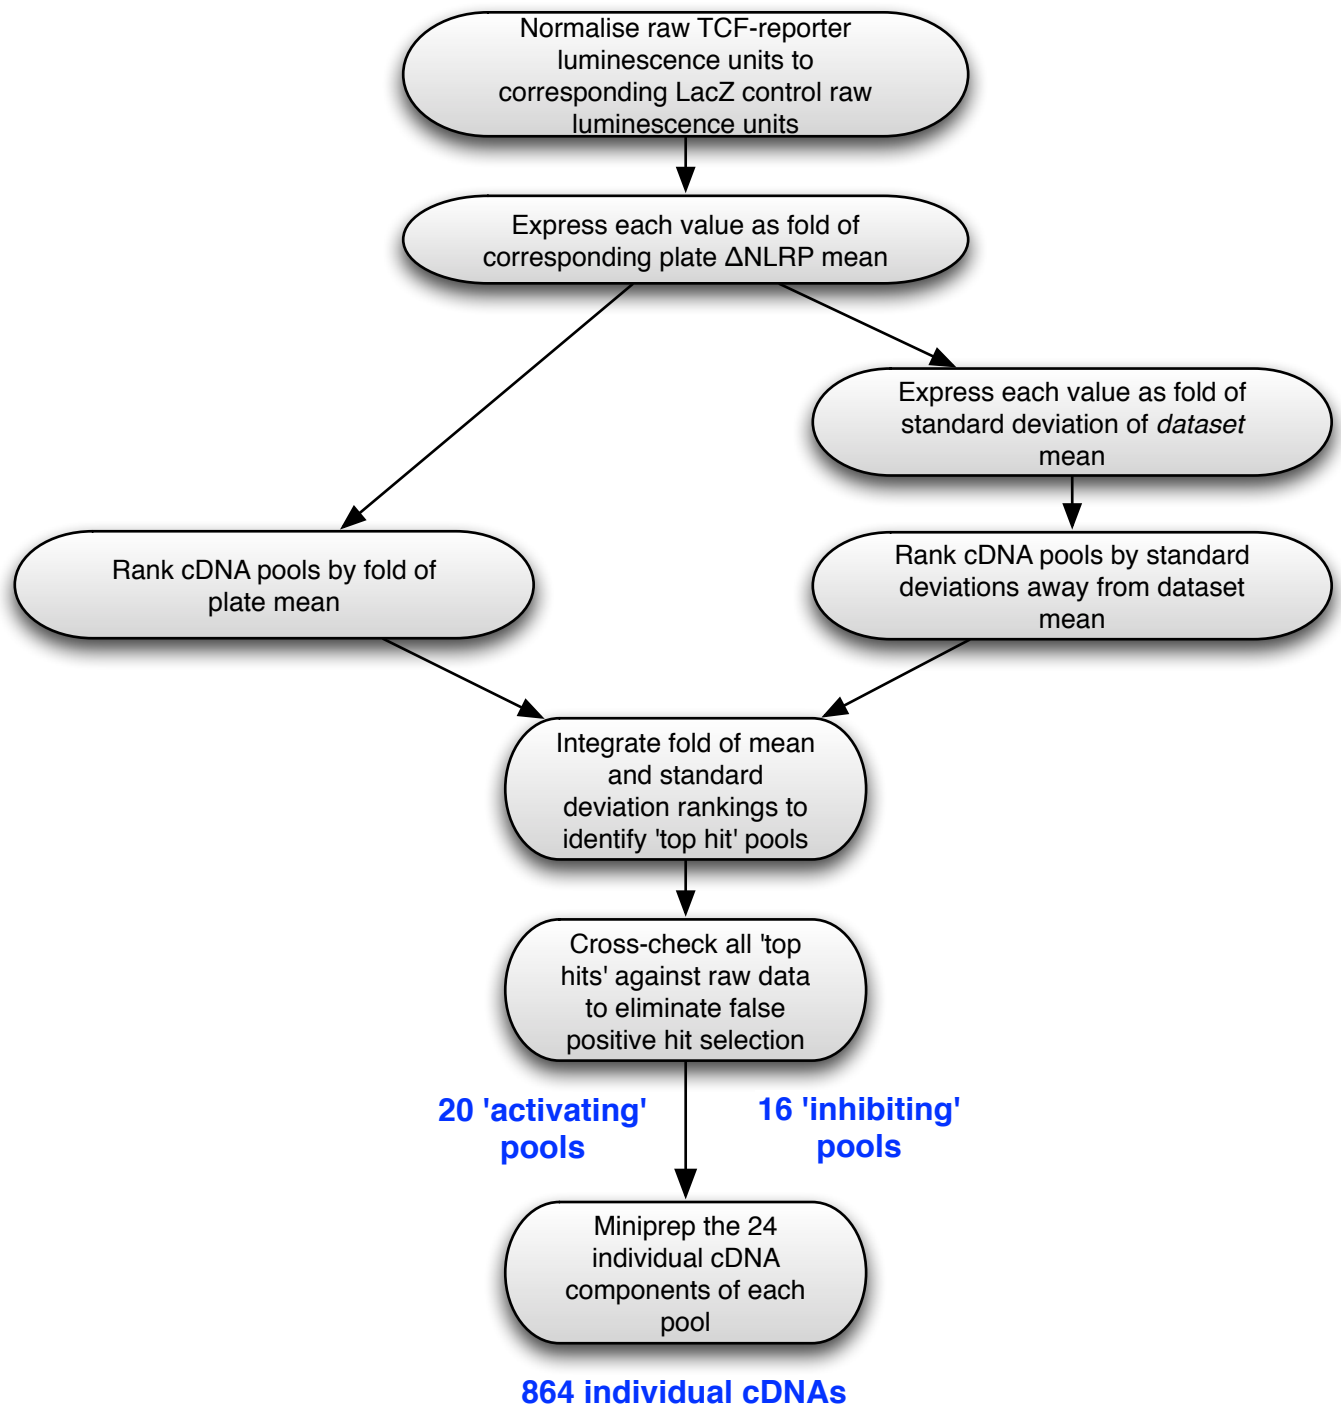 Normalise raw TCF-reporter
luminescence units to
corresponding LacZ control raw
luminescence units
Express each value as fold of
corresponding plate ΔNLRP mean
Express each value as fold of
standard deviation of dataset
mean
Rank cDNA pools by fold of
plate mean
Rank cDNA pools by standard
deviations away from dataset
mean
Integrate fold of mean
and standard
deviation rankings to
identify 'top hit' pools
Cross-check all 'top
hits' against raw data
to eliminate false
positive hit selection
20 'activating'
pools
16 'inhibiting'
pools
Miniprep the 24
individual cDNA
components of each
pool
864 individual cDNAs